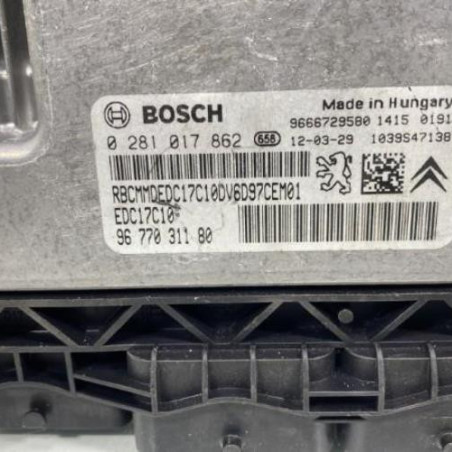 BOSCH
Made in Hungary
9666729580 1415 0191
0 281 017 862 658 12-03-29 1039S47138
RBCMMDEDC17C10DV6D97CEM01
EDC17C10
96 770 311 80